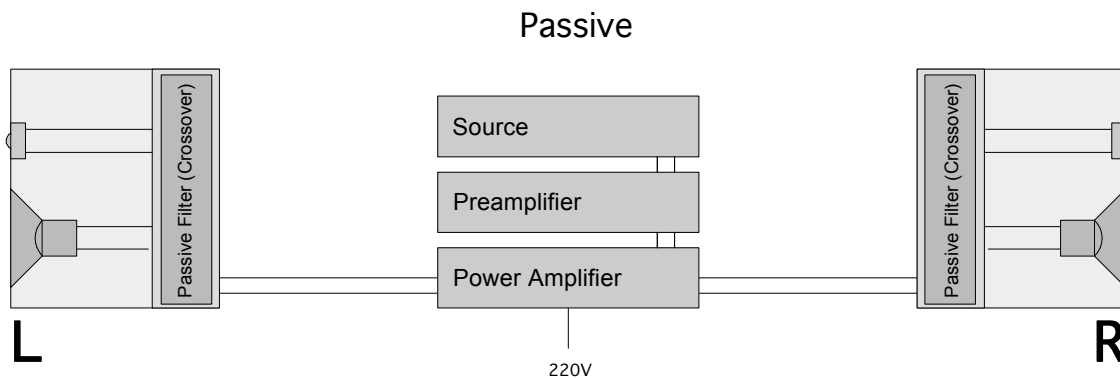 Passive
Passive Filter (Crossover)
Source
Preamplifier
Power Amplifier
Passive Filter (Crossover)
L
R
220V